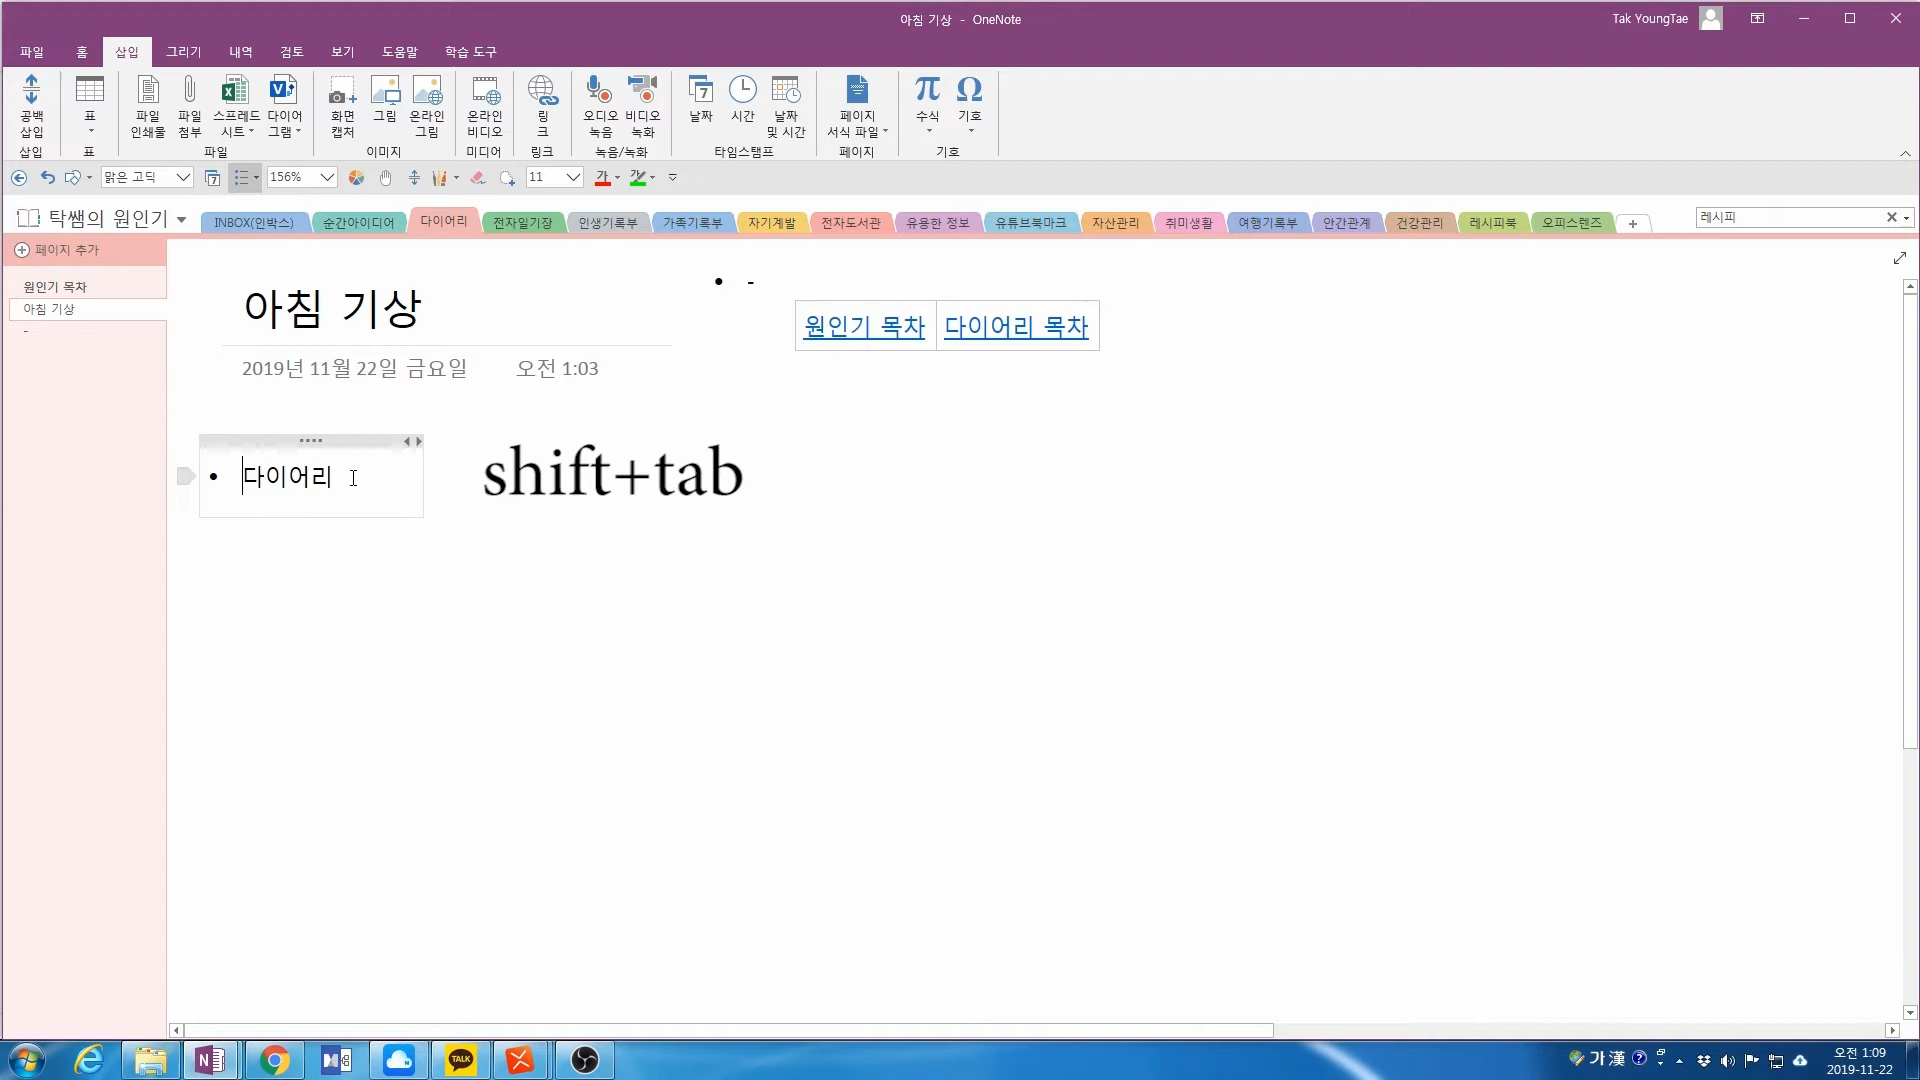 아침 기상 - OneNote
Tak YoungTae
파일 홈 삽입 그리기 내역 검토 보기 도움말 학습 도구
공백 삽입
표
파일 인쇄물
파일 첨부
스프레드 시트
다이어 그램
화면 캡처
그림
온라인 그림
온라인 비디오
링 크
오디오 녹음
비디오 녹화
날짜
시간
날짜 및 시간
페이지 서식 파일
π 수식
Ω 기호
삽입 표 파일 이미지 미디어 링크 녹음/녹화 타임스탬프 페이지 기호
맑은 고딕 156% 11 가 가
탁쌤의 원인기
INBOX(인박스) 순간아이디어 다이어리 전자일기장 인생기록부 가족기록부 자기계발 전자도서관 유용한 정보 유튜브북마크 자산관리 취미생활 여행기록부 안간관계 건강관리 레시피북 오피스렌즈 +
레시피
페이지 추가
원인기 목차
아침 기상
-
아침 기상
2019년 11월 22일 금요일 오전 1:03
• -
원인기 목차 다이어리 목차
• 다이어리
shift+tab
TALK
가 漢
오전 1:09
2019-11-22